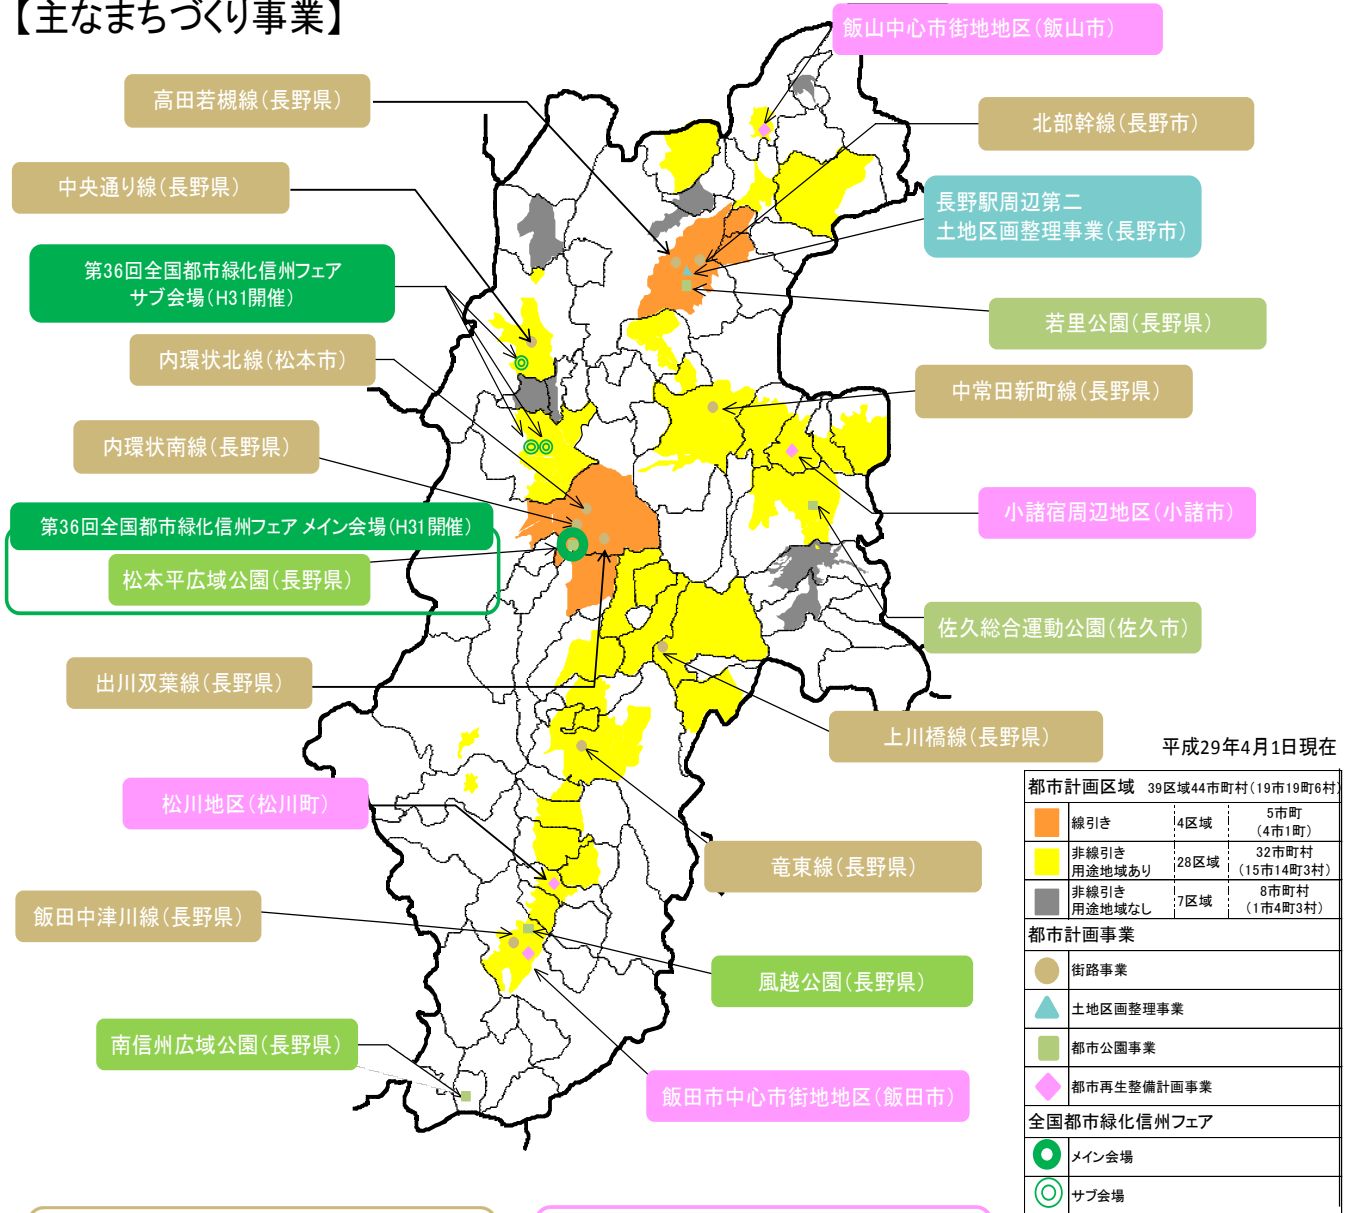 【主なまちづくり事業】
飯山中心市街地地区(飯山市)
高田若槻線(長野県)
北部幹線(長野市)
中央通り線(長野県)
長野駅周辺第二
土地区画整理事業(長野市)
第36回全国都市緑化信州フェア
サブ会場(H31開催)
若里公園(長野県)
内環状北線(松本市)
中常田新町線(長野県)
内環状南線(長野県)
小諸宿周辺地区(小諸市)
第36回全国都市緑化信州フェア メイン会場(H31開催)
松本平広域公園(長野県)
佐久総合運動公園(佐久市)
出川双葉線(長野県)
上川橋線(長野県)
松川地区(松川町)
竜東線(長野県)
飯田中津川線(長野県)
風越公園(長野県)
南信州広域公園(長野県)
飯田市中心市街地地区(飯田市)
平成29年4月1日現在
都市計画区域 39区域44市町村(19市19町6村)
線引き 4区域 5市町
(4市1町)
非線引き
用途地域あり 28区域 32市町村
(15市14町3村)
非線引き
用途地域なし 7区域 8市町村
(1市4町3村)
都市計画事業
街路事業
土地区画整理事業
都市公園事業
都市再生整備計画事業
全国都市緑化信州フェア
メイン会場
サブ会場